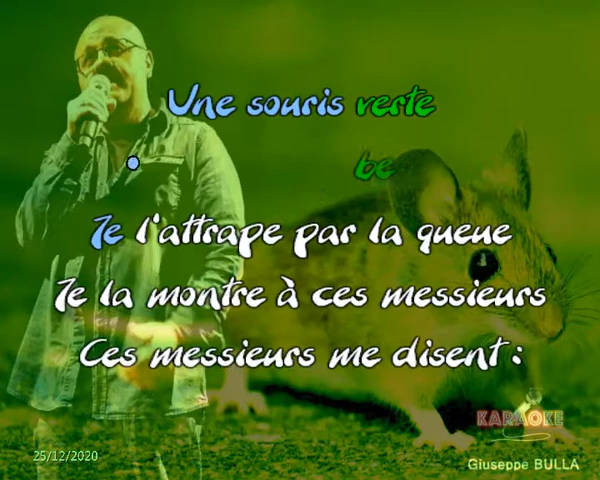 Une souris verte
be
Je l'attrape par la queue
Je la montre à ces messieurs
Ces messieurs me disent :
KARAOKE
25/12/2020
Giuseppe BULLA